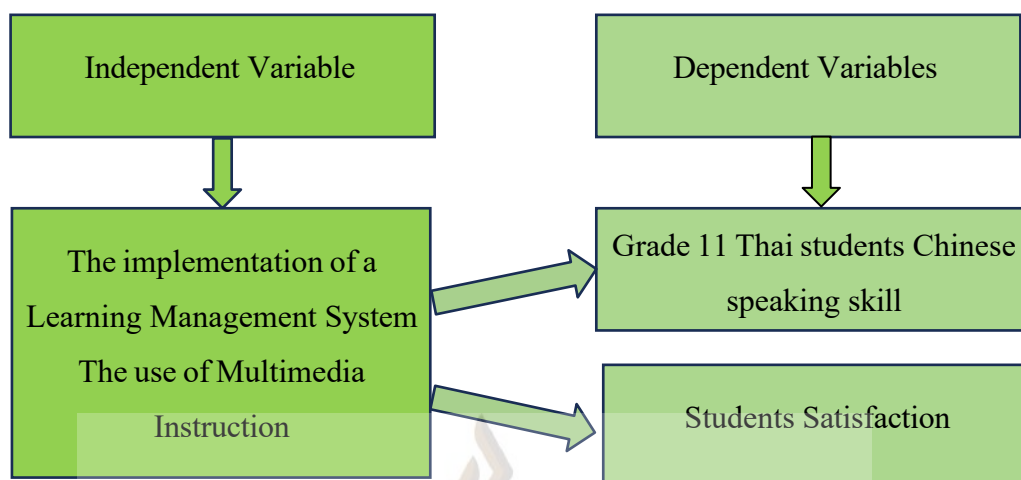 Independent Variable
Dependent Variables
The implementation of a
Learning Management System
The use of Multimedia
Instruction
Grade 11 Thai students Chinese
speaking skill
Students Satisfaction